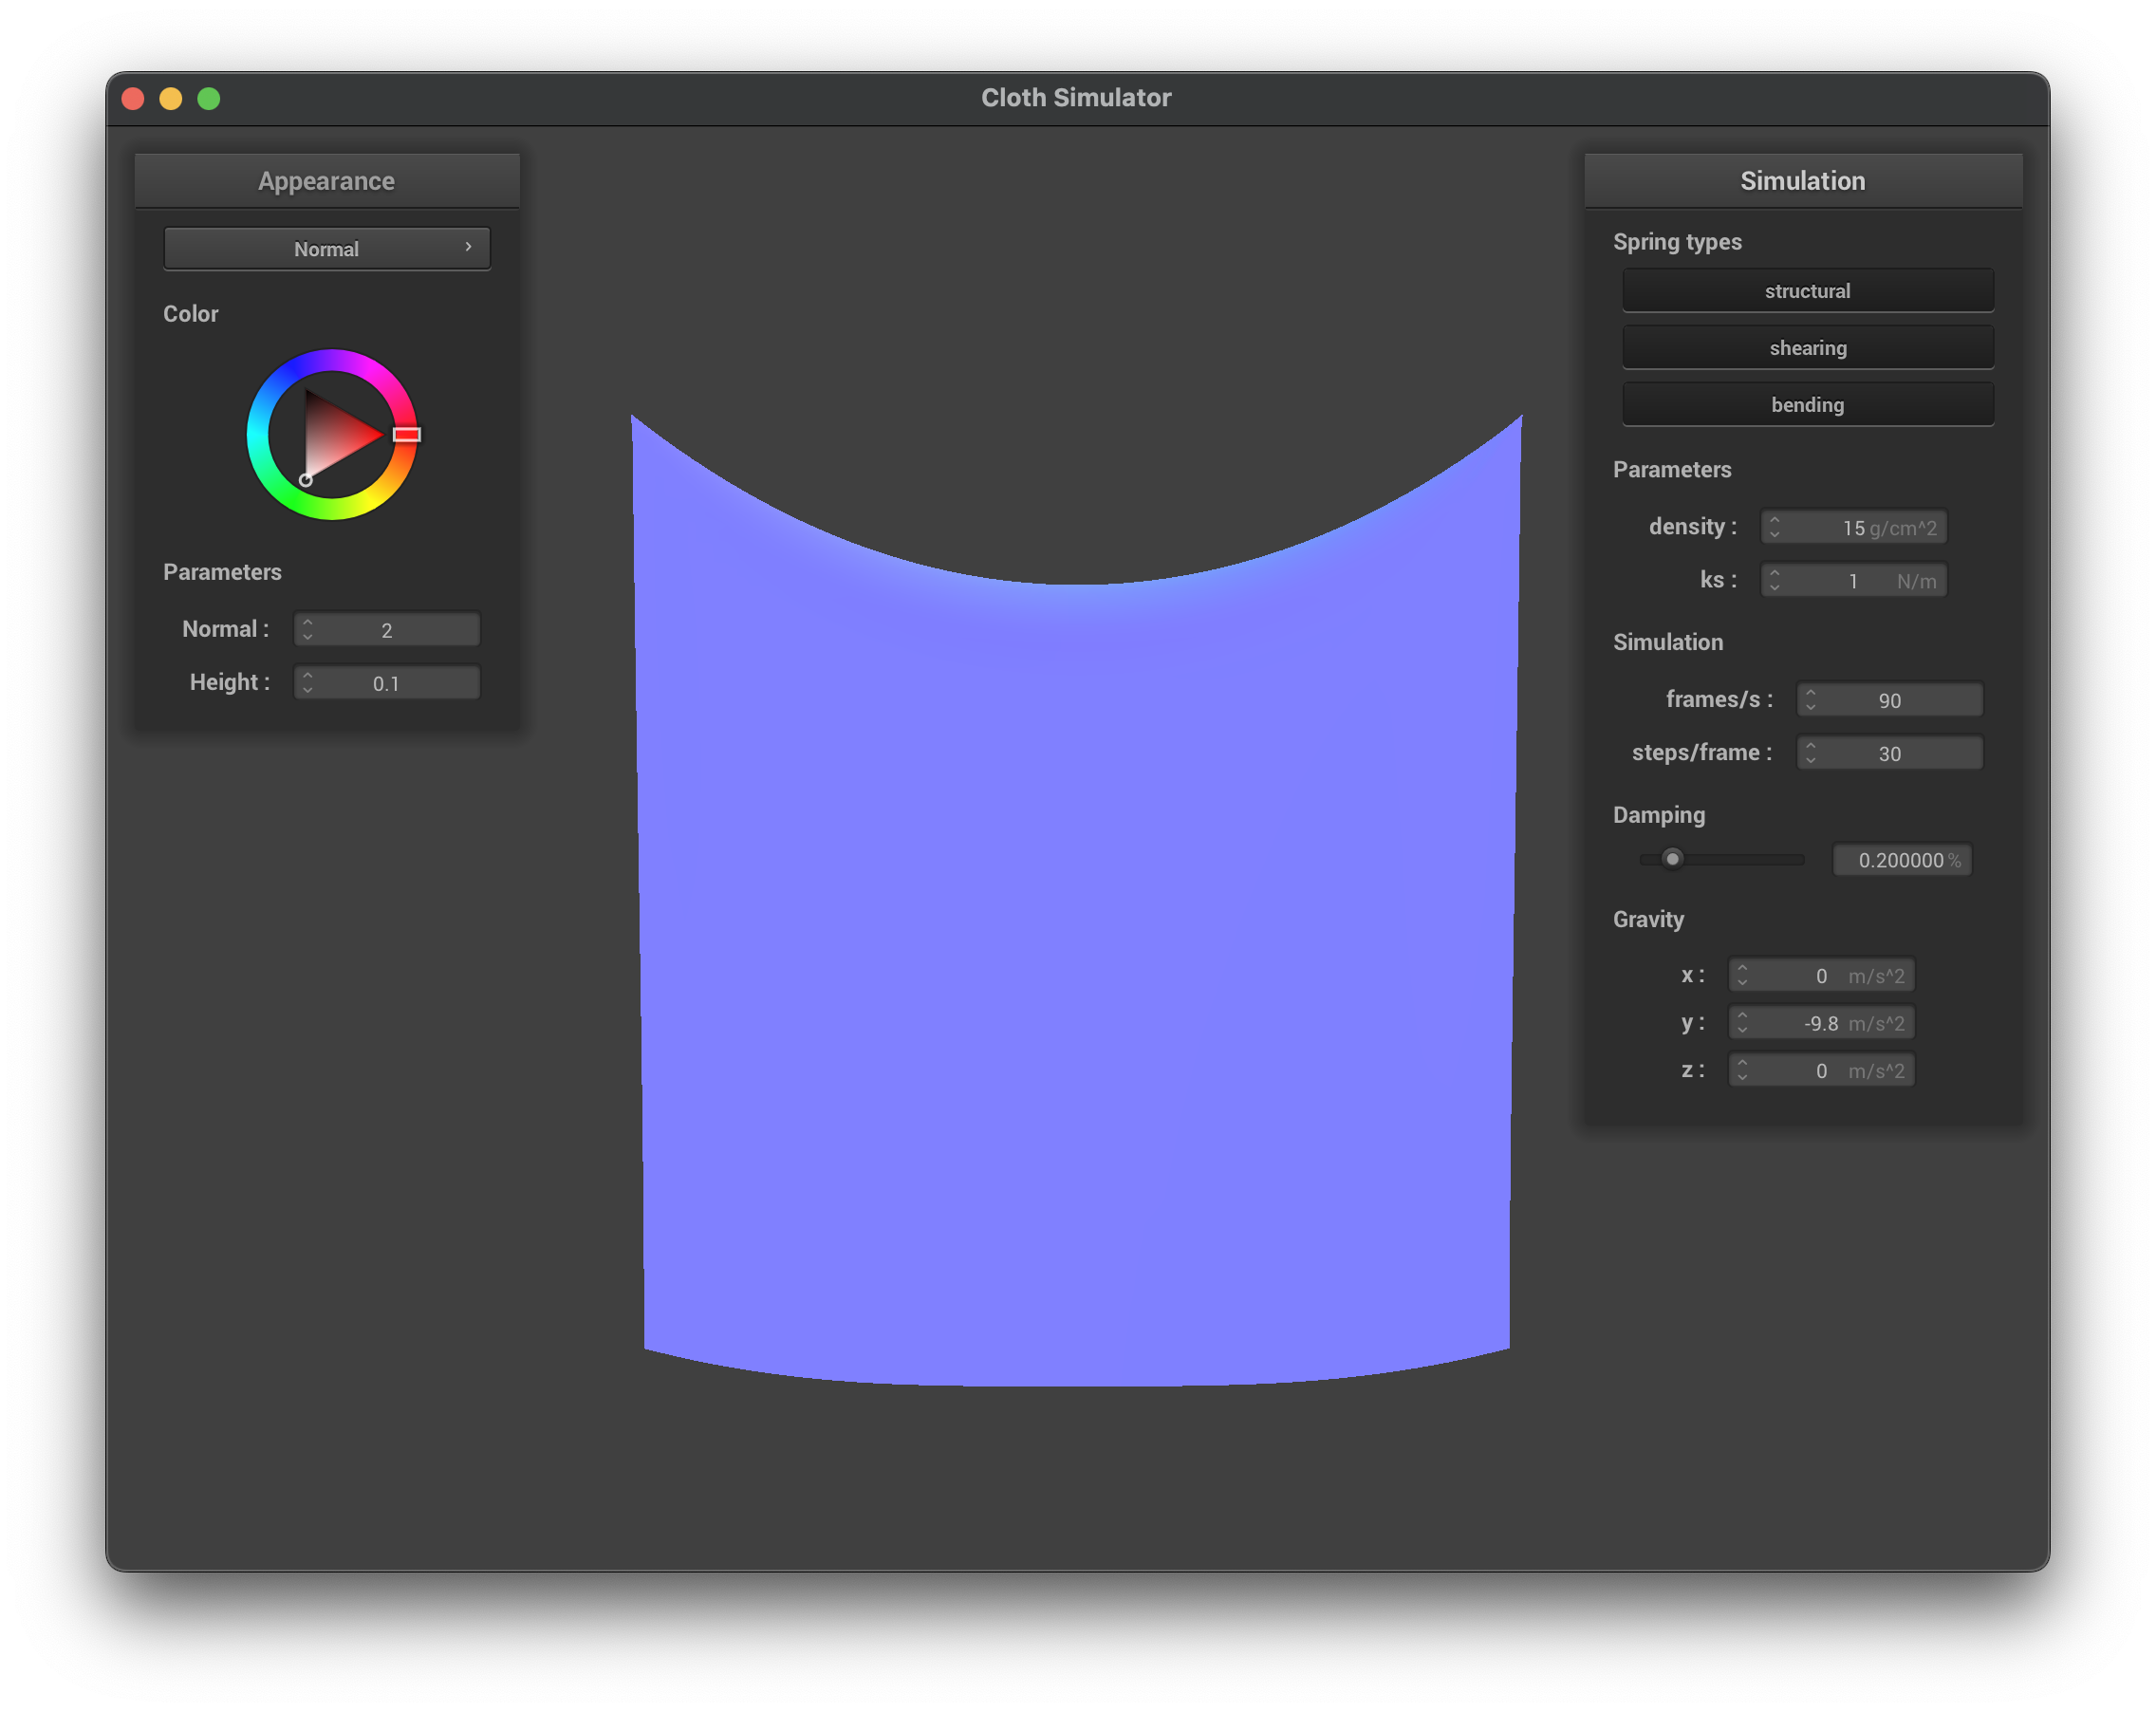 Cloth Simulator
Appearance
Normal
Color
Parameters
Normal : 2
Height : 0.1
Simulation
Spring types
structural
shearing
bending
Parameters
density : 15 g/cm^2
ks : 1 N/m
Simulation
frames/s : 90
steps/frame : 30
Damping
0.200000 %
Gravity
x : 0 m/s^2
y : -9.8 m/s^2
z : 0 m/s^2